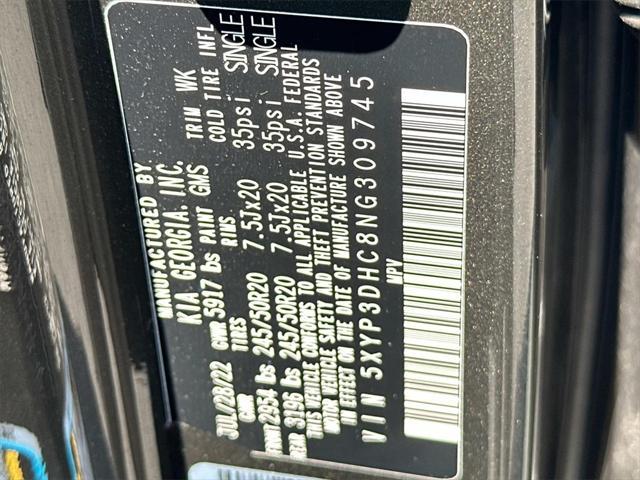 MANUFACTURED BY
KIA GEORGIA, INC.
JUL/28/22 GWR 5917 lbs PAINT GMS TRIM WK
GAWR TIRES RIMS COLD TIRE INFL
FRONT 2954 lbs 245/50R20 7.5Jx20 35psi SINGLE
REAR 3196 lbs 245/50R20 7.5Jx20 35psi SINGLE
THIS VEHICLE CONFORMS TO ALL APPLICABLE U.S.A. FEDERAL
MOTOR VEHICLE SAFETY AND THEFT PREVENTION STANDARDS
IN EFFECT ON THE DATE OF MANUFACTURE SHOWN ABOVE
VIN 5XYP3DHC8NG309745
MPV